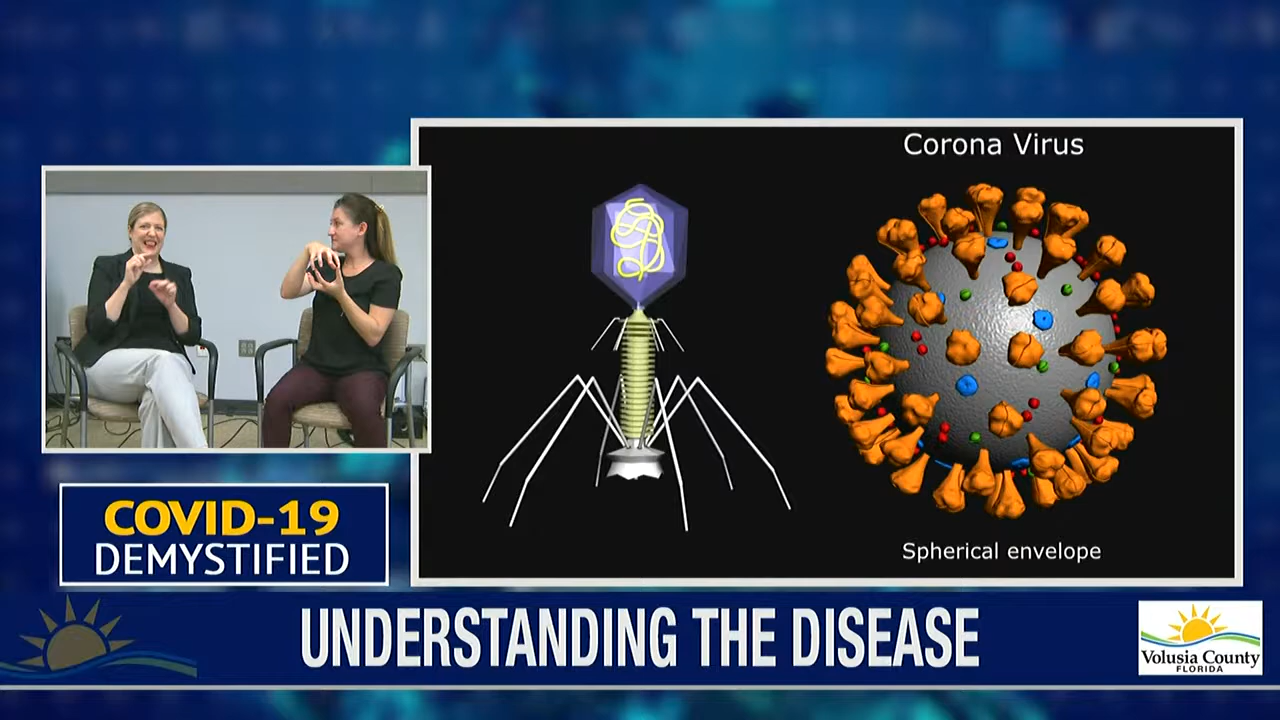 Corona Virus
Spherical envelope
COVID-19
DEMYSTIFIED
UNDERSTANDING THE DISEASE
Volusia County
FLORIDA